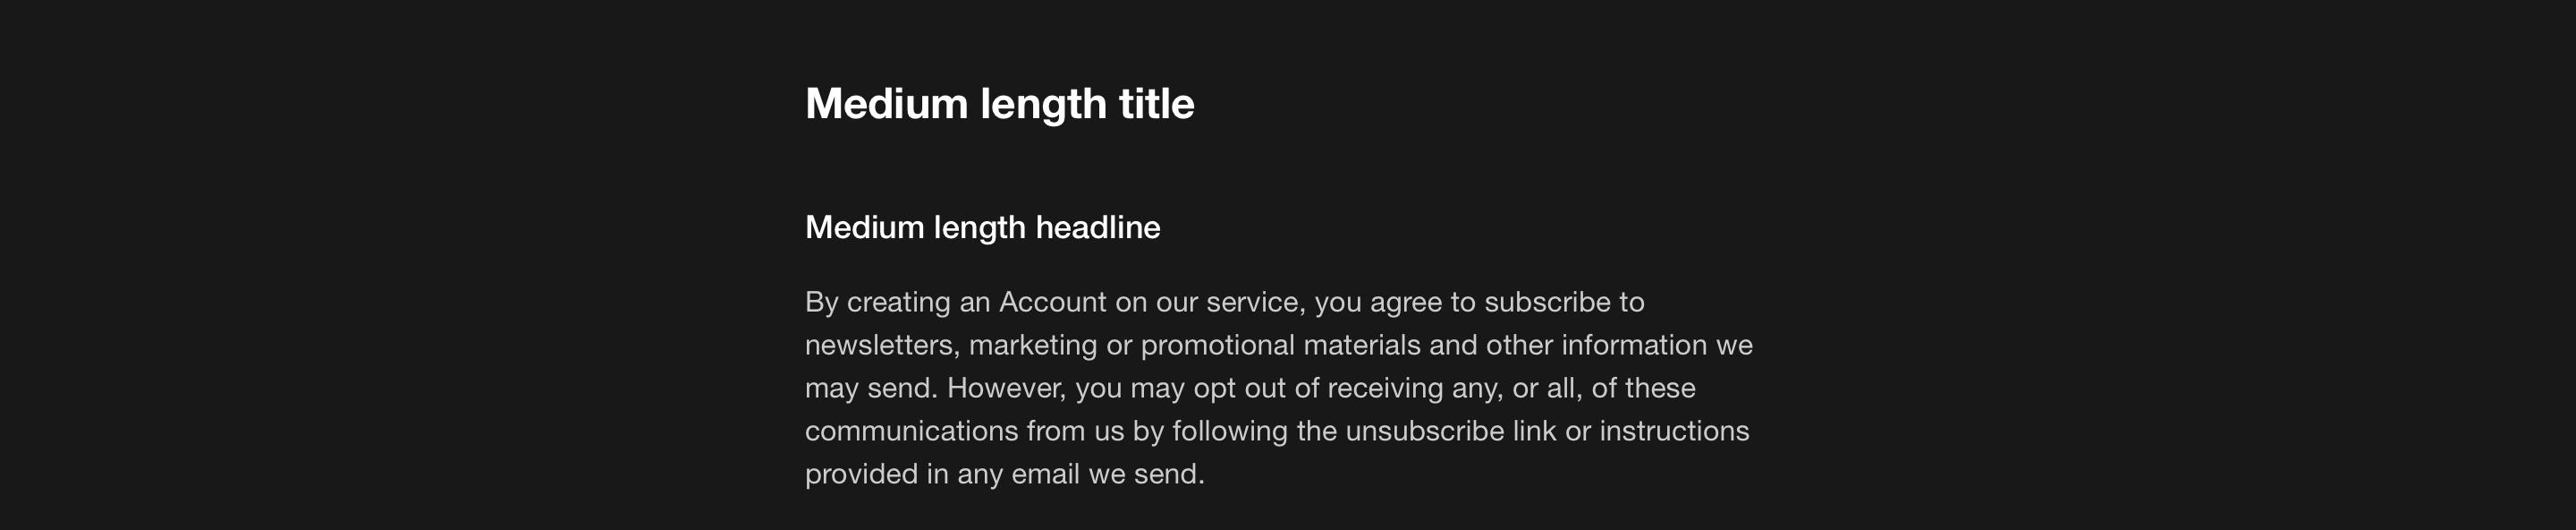 Medium length title
Medium length headline
By creating an Account on our service, you agree to subscribe to
newsletters, marketing or promotional materials and other information we
may send. However, you may opt out of receiving any, or all, of these
communications from us by following the unsubscribe link or instructions
provided in any email we send.